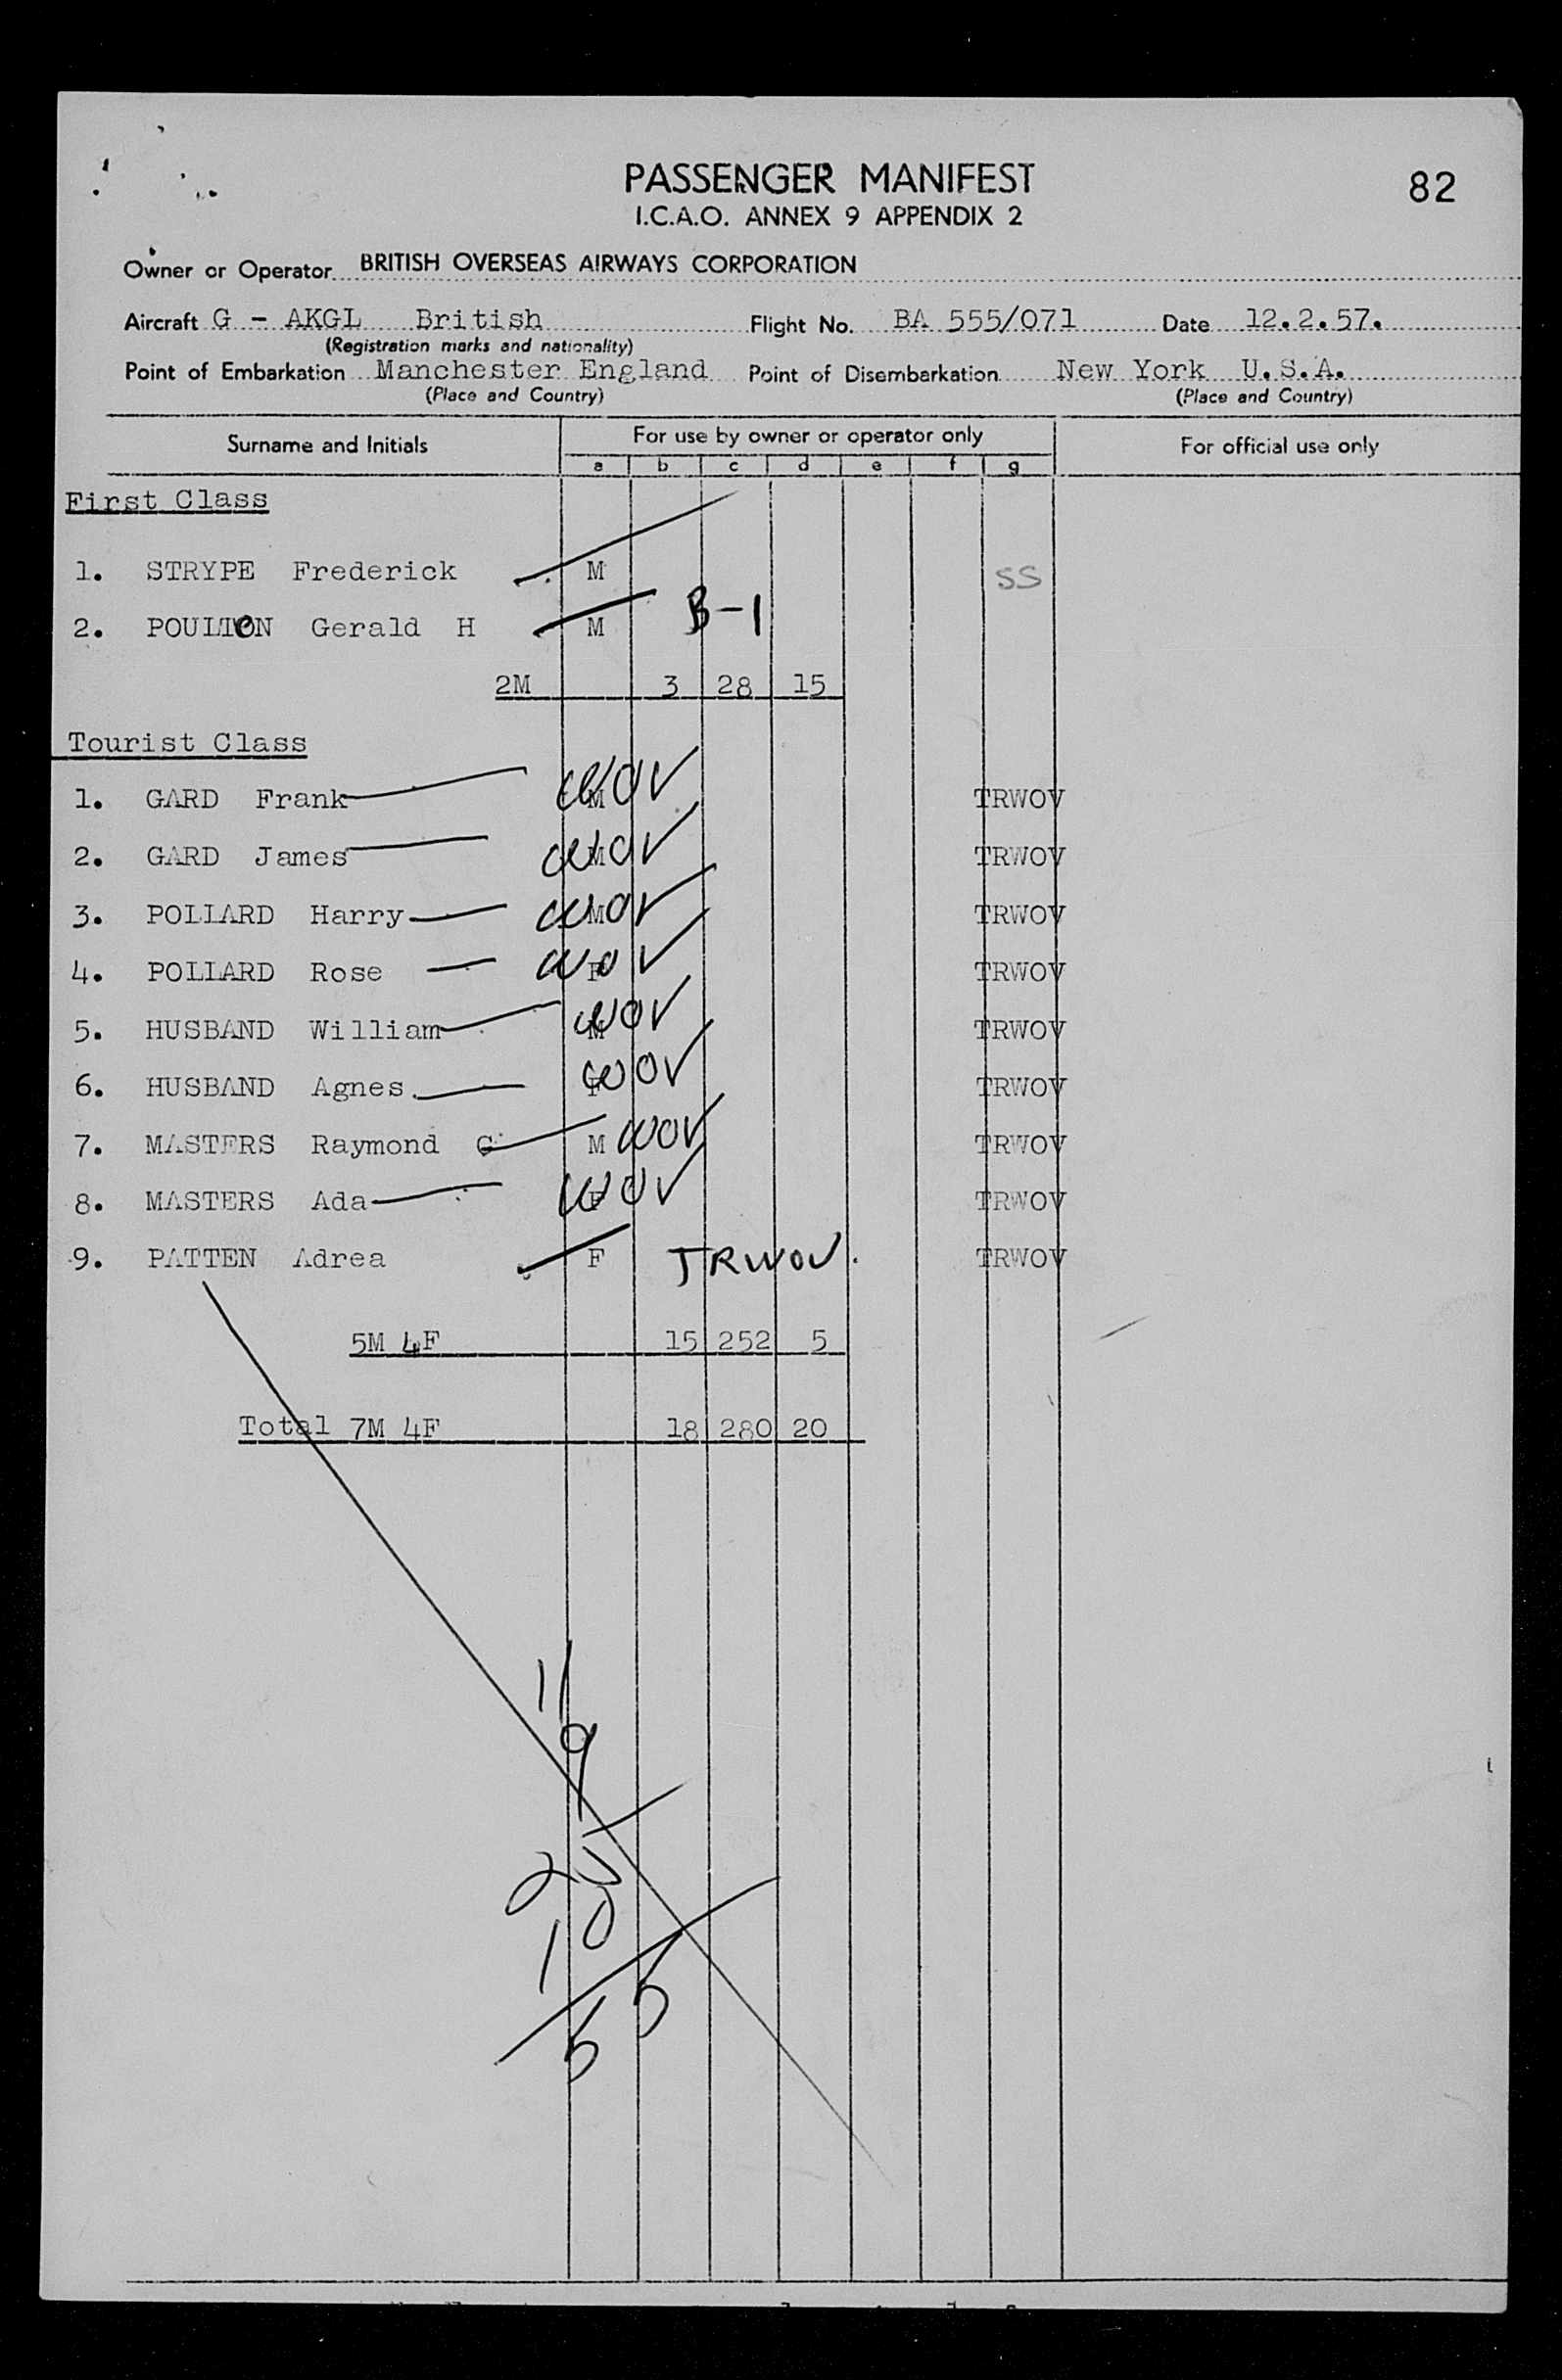 PASSENGER MANIFEST
82
I.C.A.O. ANNEX 9 APPENDIX 2
Owner or Operator BRITISH OVERSEAS AIRWAYS CORPORATION
Aircraft G - AKGL British Flight No. BA 555/071 Date 12.2.57.
(Registration marks and nationality)
Point of Embarkation Manchester England Point of Disembarkation New York U.S.A.
(Place and Country) (Place and Country)
Surname and Initials For use by owner or operator only For official use only
a b c d e f g
First Class
1. STRYPE Frederick M SS
2. POULTON Gerald H M B-1
2M 3 28 15
Tourist Class
1. GARD Frank M WOV TRWOV
2. GARD James M WOV TRWOV
3. POLLARD Harry M WOV TRWOV
4. POLLARD Rose F WOV TRWOV
5. HUSBAND William M WOV TRWOV
6. HUSBAND Agnes. F WOV TRWOV
7. MASTERS Raymond G M WOV TRWOV
8. MASTERS Ada F WOV TRWOV
9. PATTEN Adrea F TRWOV. TRWOV
5M 4F 15 252 5
Total 7M 4F 18 280 20
11
9
2
1
5 5